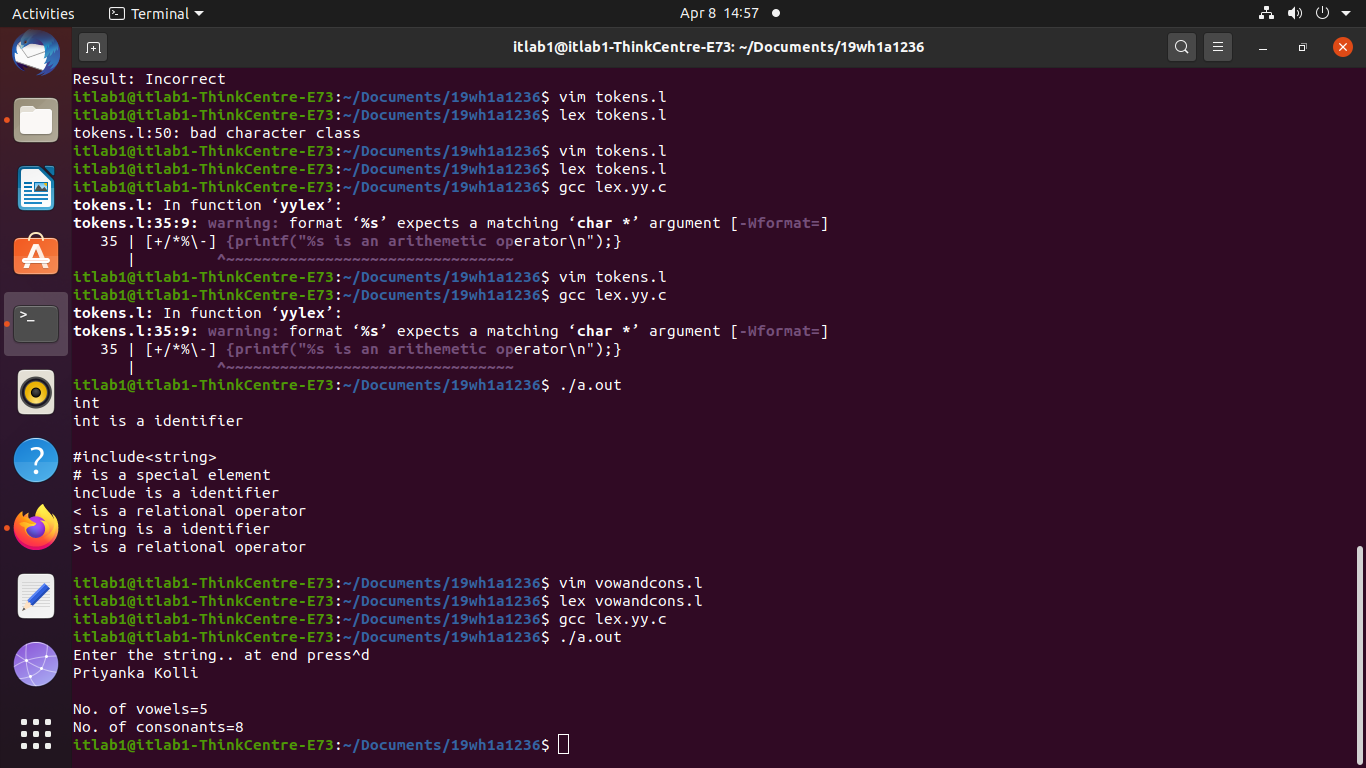 Activities
Terminal
Apr 8 14:57
itlab1@itlab1-ThinkCentre-E73: ~/Documents/19wh1a1236
Result: Incorrect
itlab1@itlab1-ThinkCentre-E73:~/Documents/19wh1a1236$ vim tokens.l
itlab1@itlab1-ThinkCentre-E73:~/Documents/19wh1a1236$ lex tokens.l
tokens.l:50: bad character class
itlab1@itlab1-ThinkCentre-E73:~/Documents/19wh1a1236$ vim tokens.l
itlab1@itlab1-ThinkCentre-E73:~/Documents/19wh1a1236$ lex tokens.l
itlab1@itlab1-ThinkCentre-E73:~/Documents/19wh1a1236$ gcc lex.yy.c
tokens.l: In function ‘yylex’:
tokens.l:35:9: warning: format ‘%s’ expects a matching ‘char *’ argument [-Wformat=]
   35 | [+/*%\-] {printf("%s is an arithemetic operator\n");}
      |         ^~~~~~~~~~~~~~~~~~~~~~~~~~~~~~~~~
itlab1@itlab1-ThinkCentre-E73:~/Documents/19wh1a1236$ vim tokens.l
itlab1@itlab1-ThinkCentre-E73:~/Documents/19wh1a1236$ gcc lex.yy.c
tokens.l: In function ‘yylex’:
tokens.l:35:9: warning: format ‘%s’ expects a matching ‘char *’ argument [-Wformat=]
   35 | [+/*%\-] {printf("%s is an arithemetic operator\n");}
      |         ^~~~~~~~~~~~~~~~~~~~~~~~~~~~~~~~~
itlab1@itlab1-ThinkCentre-E73:~/Documents/19wh1a1236$ ./a.out
int
int is a identifier

#include<string>
# is a special element
include is a identifier
< is a relational operator
string is a identifier
> is a relational operator

itlab1@itlab1-ThinkCentre-E73:~/Documents/19wh1a1236$ vim vowandcons.l
itlab1@itlab1-ThinkCentre-E73:~/Documents/19wh1a1236$ lex vowandcons.l
itlab1@itlab1-ThinkCentre-E73:~/Documents/19wh1a1236$ gcc lex.yy.c
itlab1@itlab1-ThinkCentre-E73:~/Documents/19wh1a1236$ ./a.out
Enter the string.. at end press^d
Priyanka Kolli

No. of vowels=5
No. of consonants=8
itlab1@itlab1-ThinkCentre-E73:~/Documents/19wh1a1236$